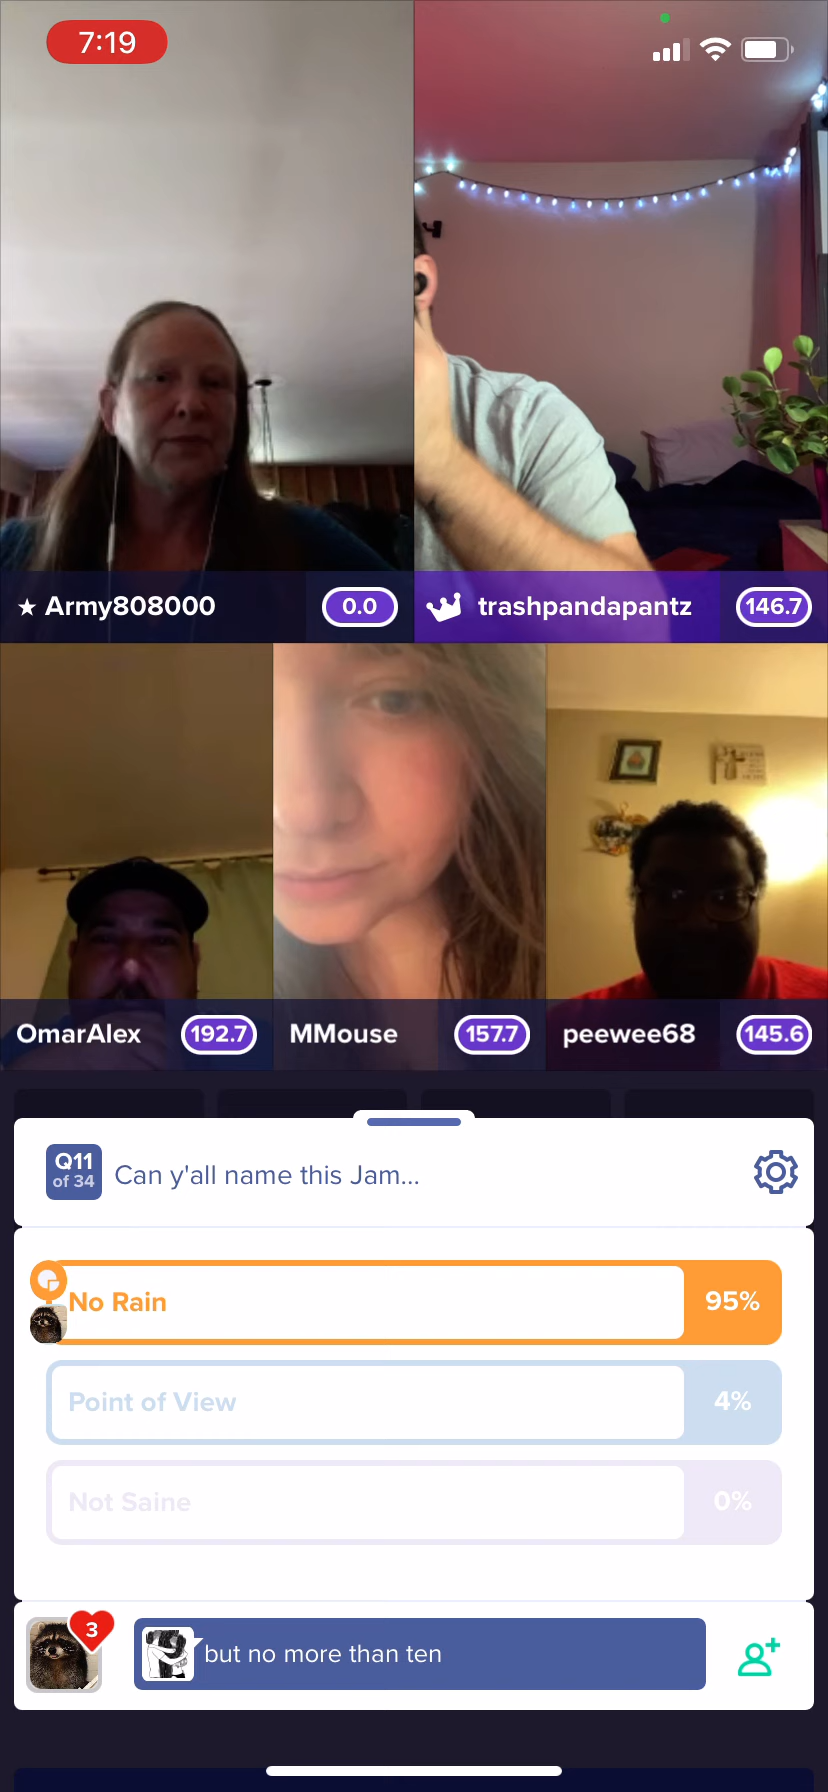 7:19
★ Army808000 0.0
trashpandapantz 146.7
OmarAlex 192.7
MMouse 157.7
peewee68 145.6
Q11
of 34
Can y'all name this Jam...
No Rain 95%
Point of View 4%
Not Saine 0%
3
but no more than ten